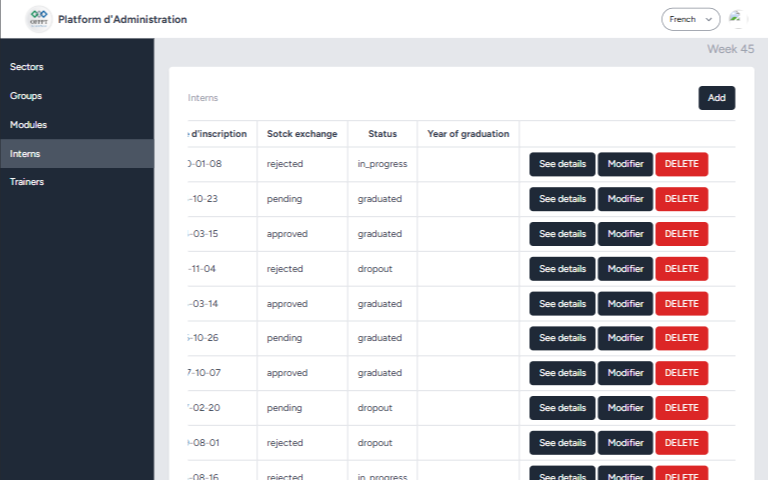 Platform d'Administration
French
Week 45
Sectors
Groups
Modules
Interns
Trainers
Interns
Add
d'inscription Sotck exchange Status Year of graduation
-01-08 rejected in_progress See details Modifier DELETE
-10-23 pending graduated See details Modifier DELETE
-03-15 approved graduated See details Modifier DELETE
-11-04 rejected dropout See details Modifier DELETE
-03-14 approved graduated See details Modifier DELETE
-10-26 pending graduated See details Modifier DELETE
7-10-07 approved graduated See details Modifier DELETE
-02-20 pending dropout See details Modifier DELETE
-08-01 rejected dropout See details Modifier DELETE
-08-16 rejected in_progress See details Modifier DELETE